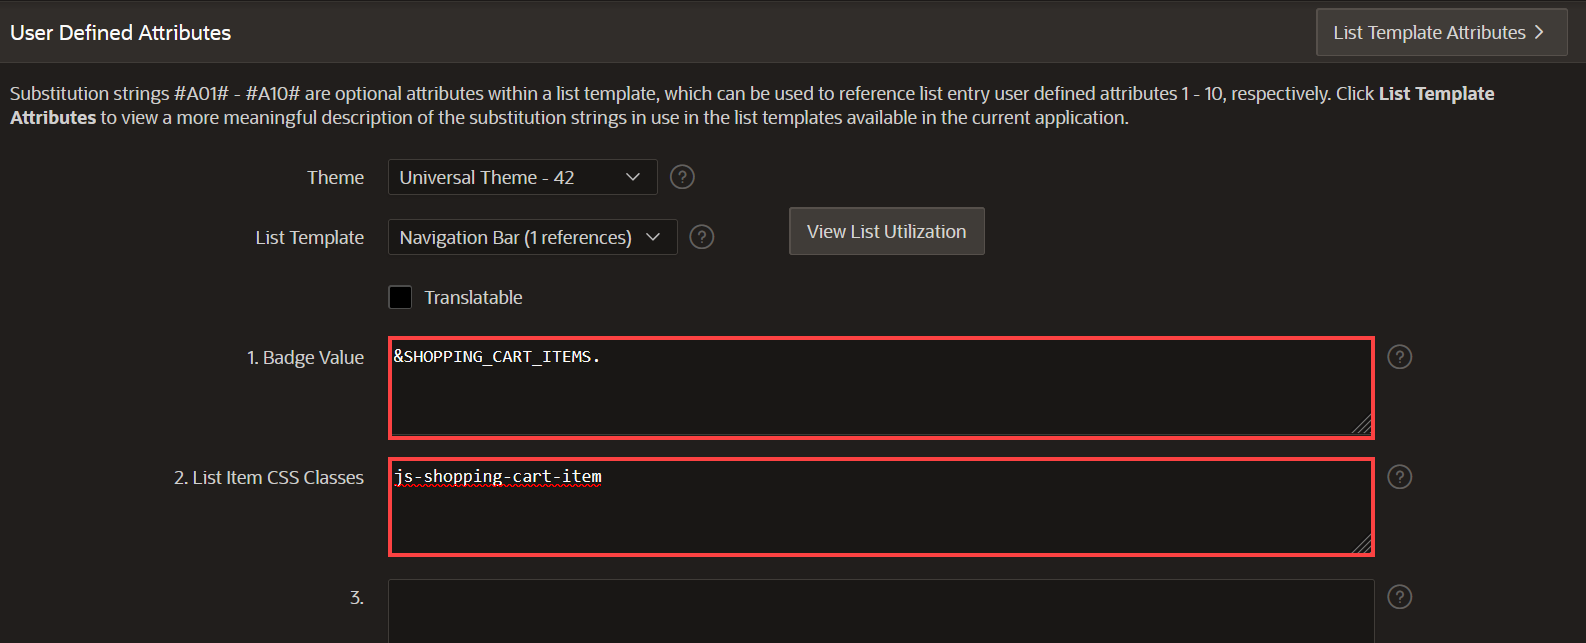 User Defined Attributes
List Template Attributes
Substitution strings #A01# - #A10# are optional attributes within a list template, which can be used to reference list entry user defined attributes 1 - 10, respectively. Click List Template
Attributes to view a more meaningful description of the substitution strings in use in the list templates available in the current application.
Theme
Universal Theme - 42
?
List Template
Navigation Bar (1 references)
?
View List Utilization
Translatable
1. Badge Value
&SHOPPING_CART_ITEMS.
?
2. List Item CSS Classes
js-shopping-cart-item
?
3.
?